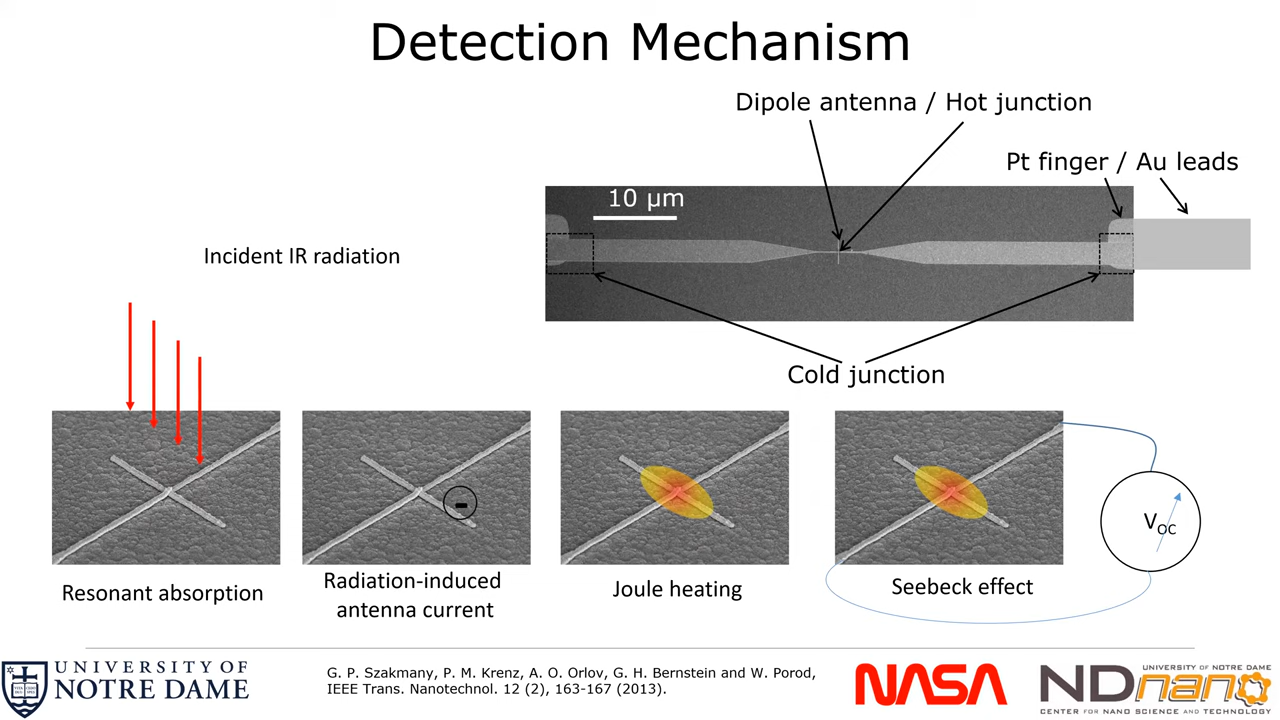 Detection Mechanism
Dipole antenna / Hot junction
Pt finger / Au leads
10 µm
Incident IR radiation
Cold junction
Resonant absorption
Radiation-induced
antenna current
Joule heating
Seebeck effect
VOC
-
UNIVERSITY OF
NOTRE DAME
G. P. Szakmany, P. M. Krenz, A. O. Orlov, G. H. Bernstein and W. Porod,
IEEE Trans. Nanotechnol. 12 (2), 163-167 (2013).
NASA
UNIVERSITY OF NOTRE DAME
NDnano
CENTER FOR NANO SCIENCE AND TECHNOLOGY